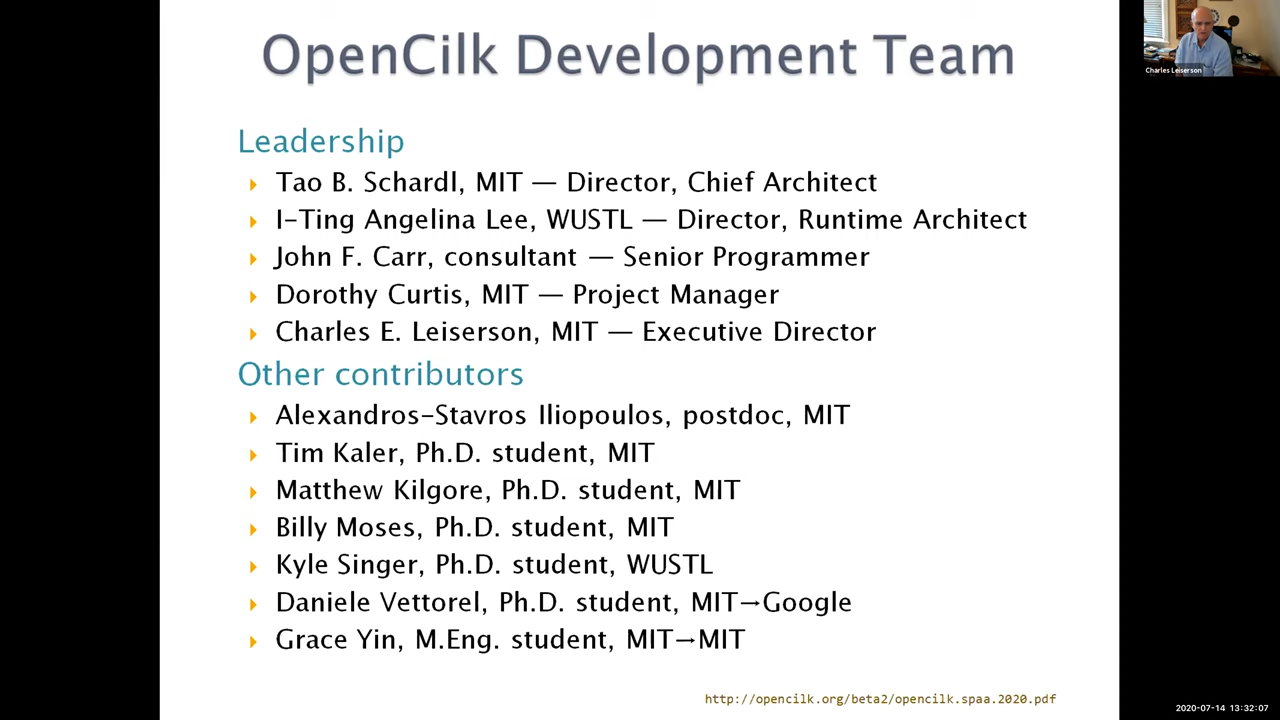 OpenCilk Development Team
Charles Leiserson
Leadership
Tao B. Schardl, MIT — Director, Chief Architect
I-Ting Angelina Lee, WUSTL — Director, Runtime Architect
John F. Carr, consultant — Senior Programmer
Dorothy Curtis, MIT — Project Manager
Charles E. Leiserson, MIT — Executive Director
Other contributors
Alexandros-Stavros Iliopoulos, postdoc, MIT
Tim Kaler, Ph.D. student, MIT
Matthew Kilgore, Ph.D. student, MIT
Billy Moses, Ph.D. student, MIT
Kyle Singer, Ph.D. student, WUSTL
Daniele Vettorel, Ph.D. student, MIT→Google
Grace Yin, M.Eng. student, MIT→MIT
http://opencilk.org/beta2/opencilk.spaa.2020.pdf
2020-07-14 13:32:07